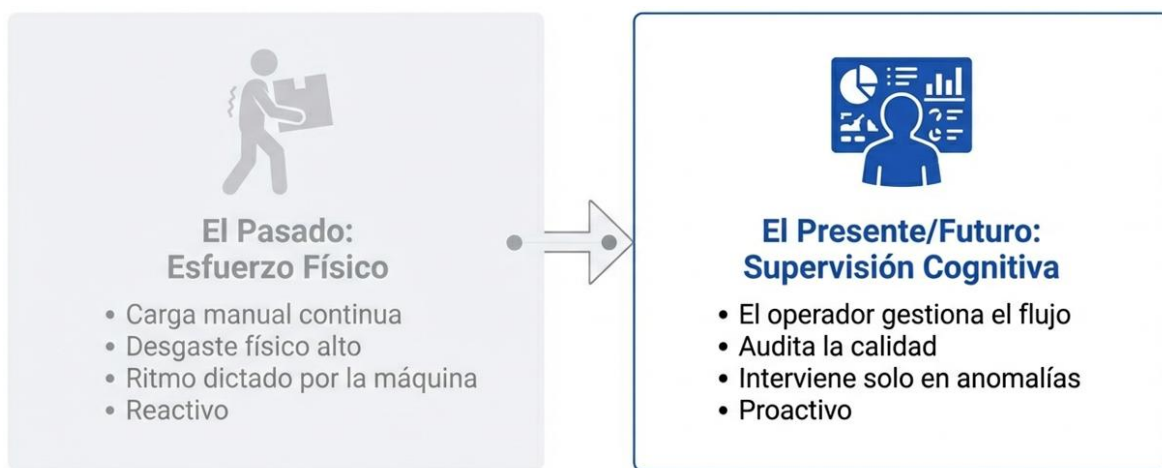 El Pasado:
Esfuerzo Físico
• Carga manual continua
• Desgaste físico alto
• Ritmo dictado por la máquina
• Reactivo
El Presente/Futuro:
Supervisión Cognitiva
• El operador gestiona el flujo
• Audita la calidad
• Interviene solo en anomalías
• Proactivo